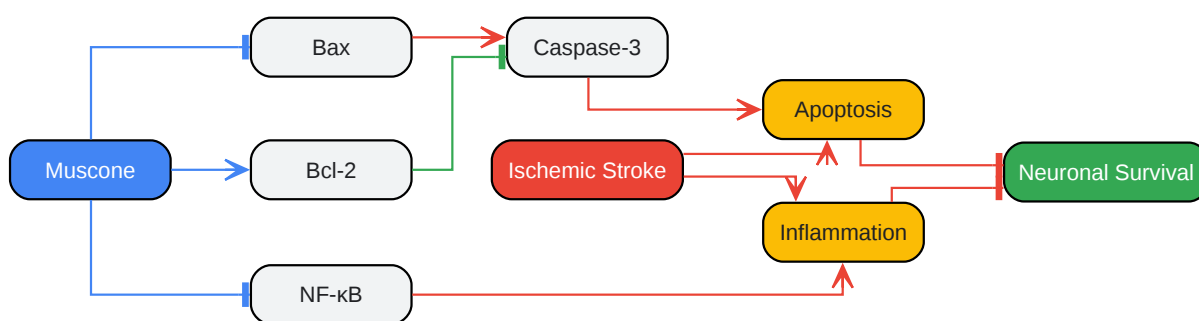 Bax
Caspase-3
Apoptosis
Muscone
Bcl-2
Ischemic Stroke
Neuronal Survival
Inflammation
NF-κB